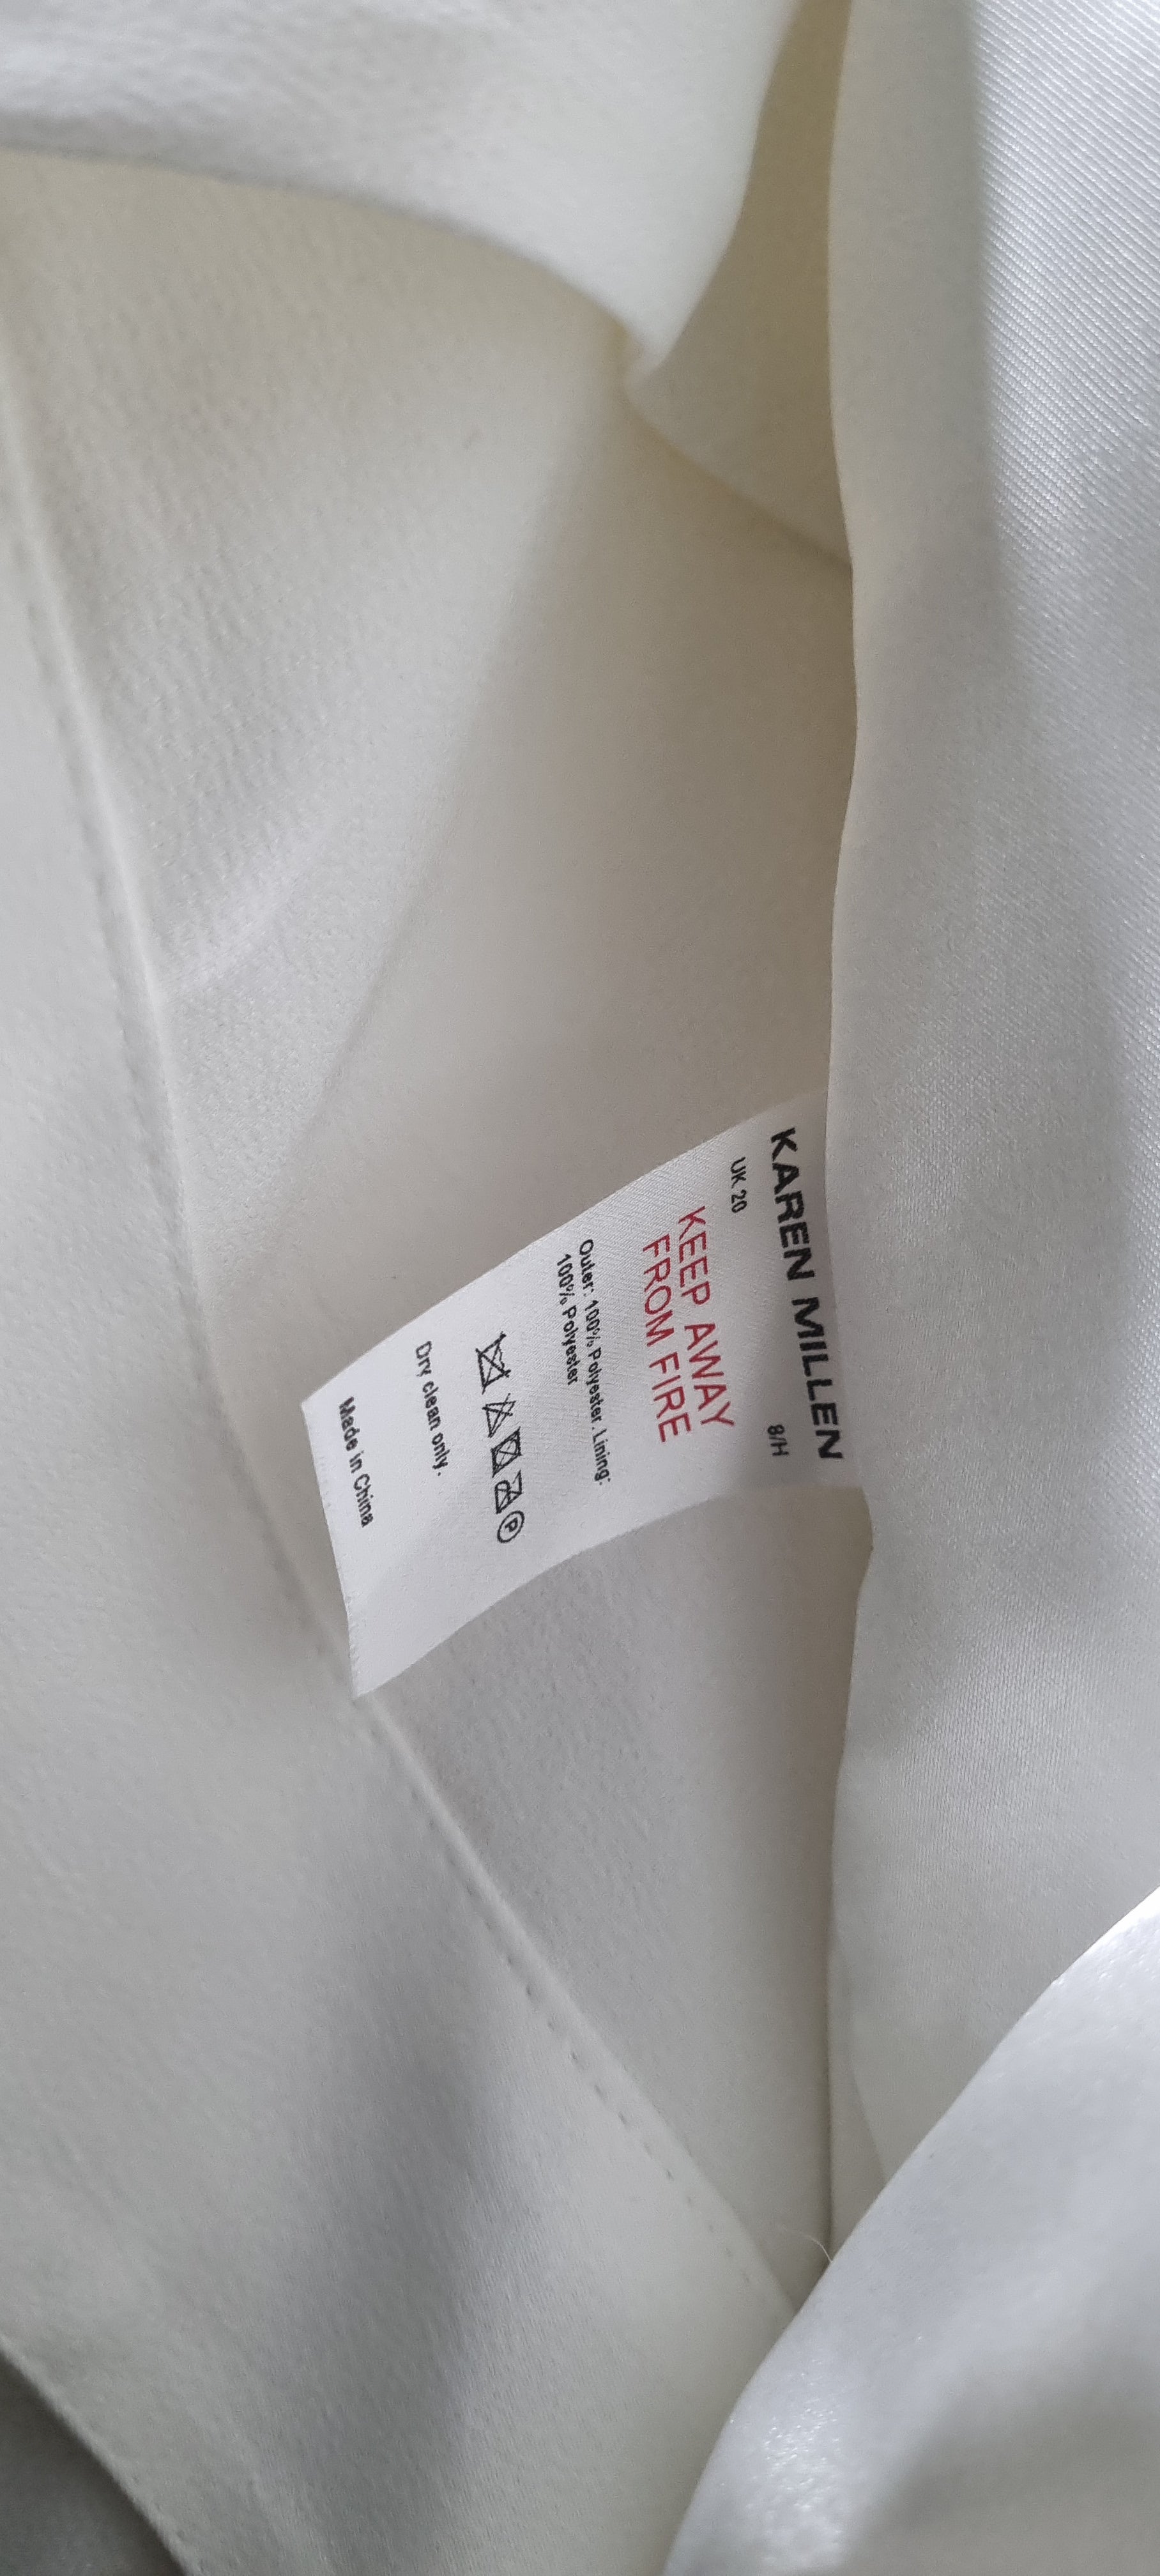 KAREN MILLEN
UK 20 8/H
KEEP AWAY
FROM FIRE
Outer: 100% Polyester. Lining:
100% Polyester
P
Dry clean only.
Made in China